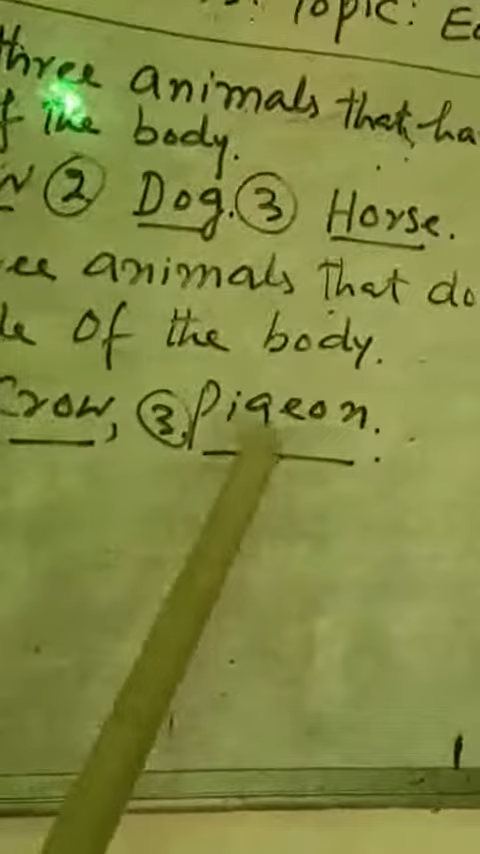 Topic: Ea
three animals that ha
f the body.
② Dog. ③ Horse.
ee animals that do
le of the body.
Crow, ③ Pigeon.